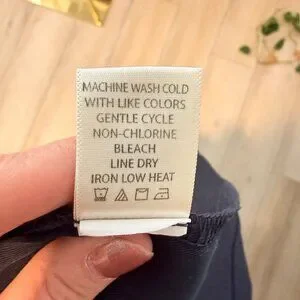 MACHINE WASH COLD
WITH LIKE COLORS
GENTLE CYCLE
NON-CHLORINE
BLEACH
LINE DRY
IRON LOW HEAT